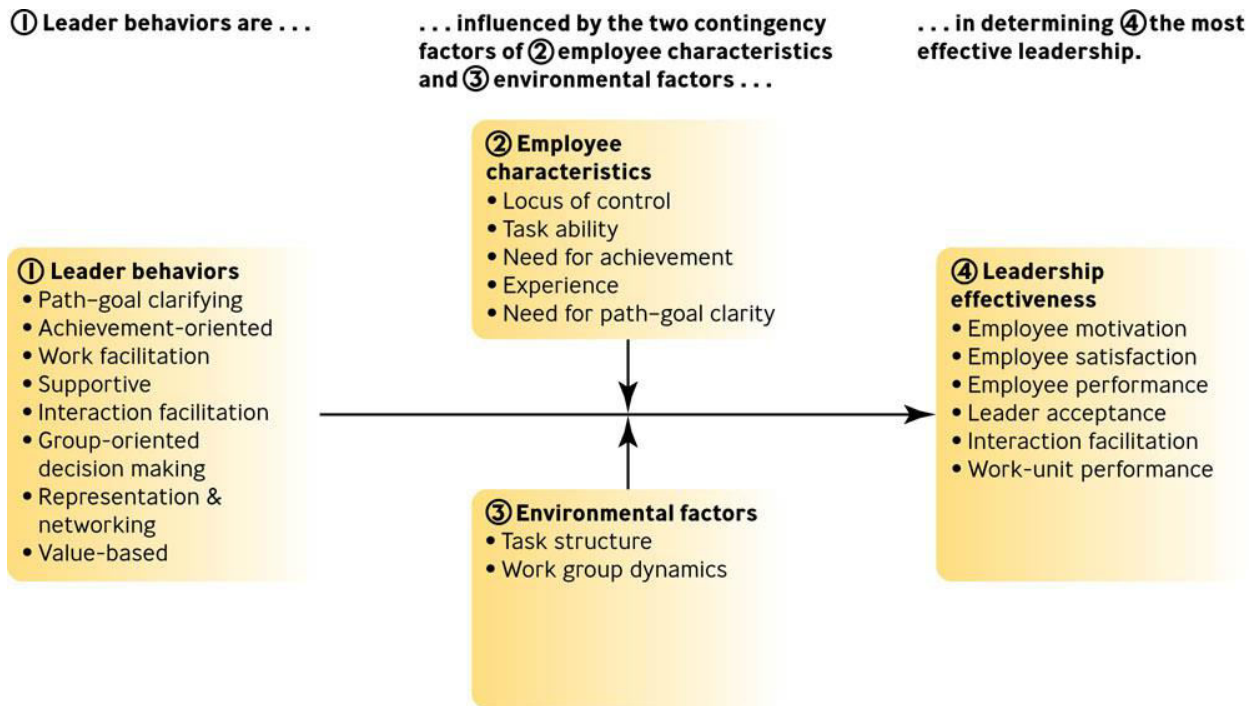 ① Leader behaviors are . . .
. . . influenced by the two contingency
factors of ② employee characteristics
and ③ environmental factors . . .
. . . in determining ④ the most
effective leadership.
② Employee
characteristics
• Locus of control
• Task ability
• Need for achievement
• Experience
• Need for path–goal clarity
① Leader behaviors
• Path–goal clarifying
• Achievement-oriented
• Work facilitation
• Supportive
• Interaction facilitation
• Group-oriented
decision making
• Representation &
networking
• Value-based
③ Environmental factors
• Task structure
• Work group dynamics
④ Leadership
effectiveness
• Employee motivation
• Employee satisfaction
• Employee performance
• Leader acceptance
• Interaction facilitation
• Work-unit performance